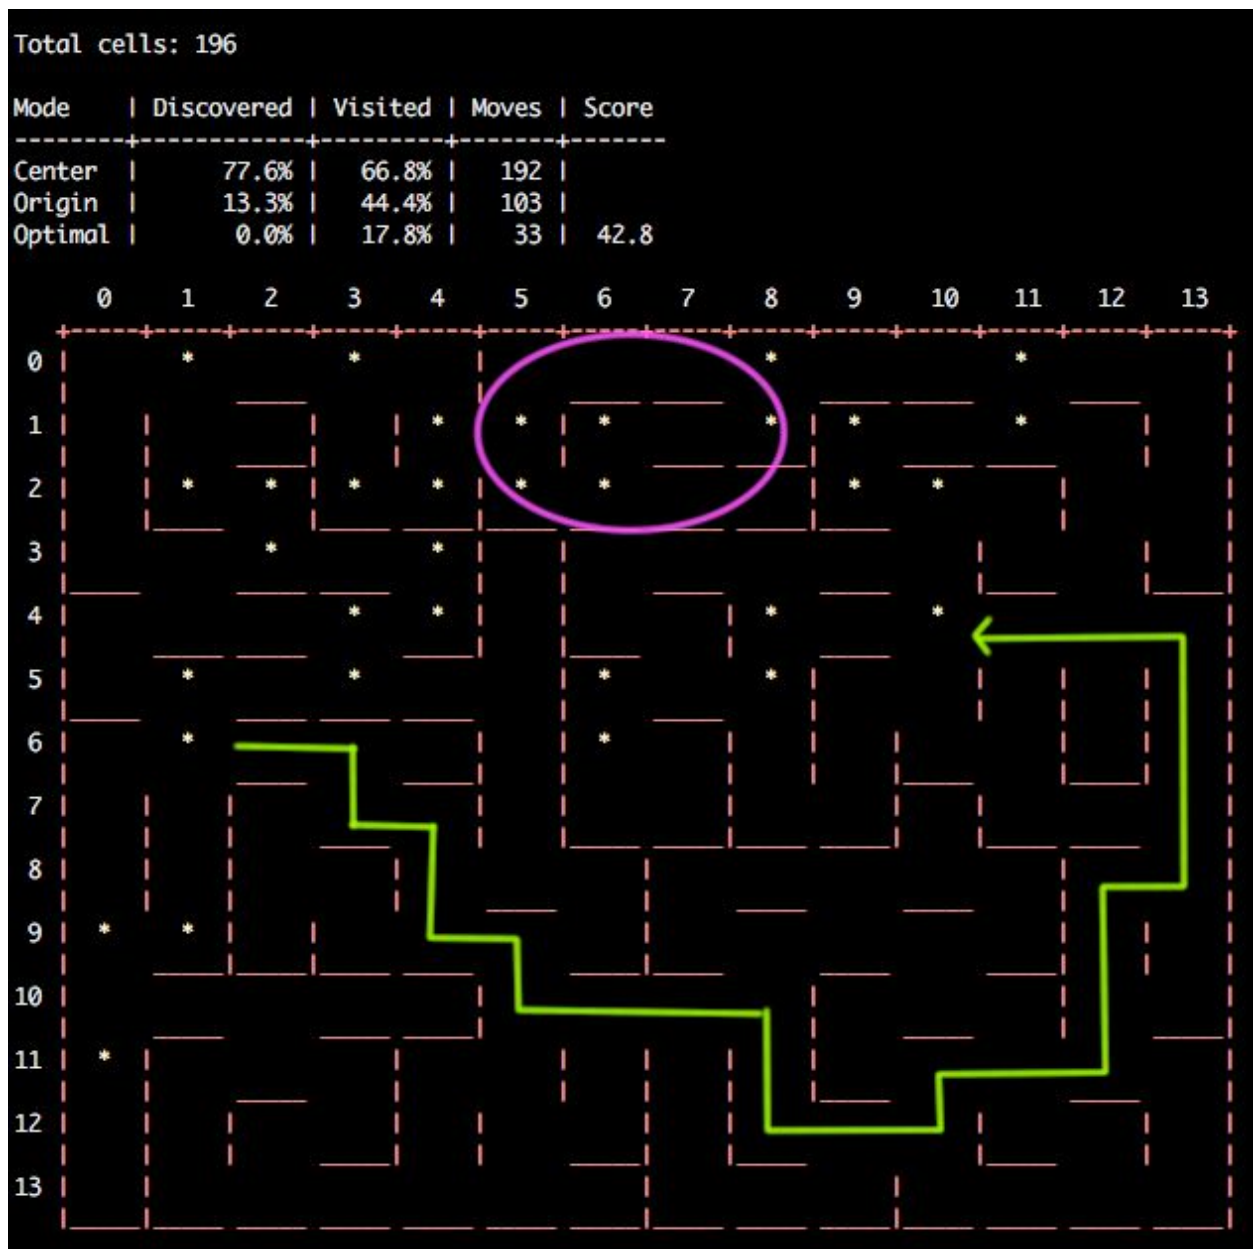 Total cells: 196
Mode | Discovered | Visited | Moves | Score
--------+------------+---------+-------+-------
Center | 77.6% | 66.8% | 192 |
Origin | 13.3% | 44.4% | 103 |
Optimal | 0.0% | 17.8% | 33 | 42.8
0 1 2 3 4 5 6 7 8 9 10 11 12 13
0 * * * *
1 * * * * * *
2 * * * * * * * *
3 * *
4 * * * *
5 * * * *
6 * *
7
8
9 * *
10
11 *
12
13